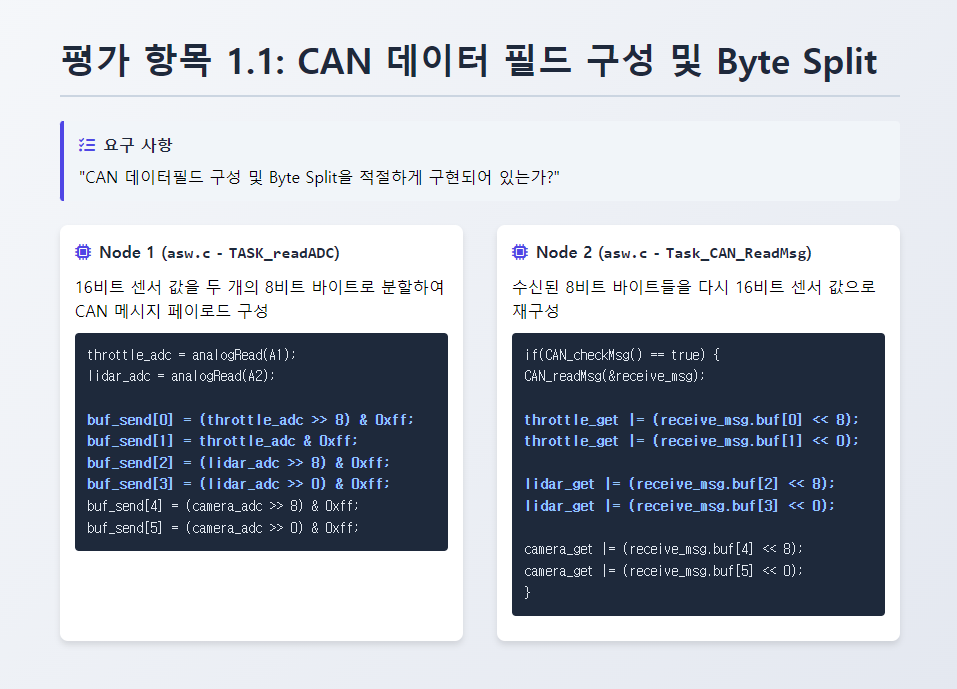 평가 항목 1.1: CAN 데이터 필드 구성 및 Byte Split
요구 사항
"CAN 데이터필드 구성 및 Byte Split을 적절하게 구현되어 있는가?"
Node 1 (asw.c - TASK_readADC)
16비트 센서 값을 두 개의 8비트 바이트로 분할하여
CAN 메시지 페이로드 구성
throttle_adc = analogRead(A1);
lidar_adc = analogRead(A2);
buf_send[0] = (throttle_adc >> 8) & 0xff;
buf_send[1] = throttle_adc & 0xff;
buf_send[2] = (lidar_adc >> 8) & 0xff;
buf_send[3] = (lidar_adc >> 0) & 0xff;
buf_send[4] = (camera_adc >> 8) & 0xff;
buf_send[5] = (camera_adc >> 0) & 0xff;
Node 2 (asw.c - Task_CAN_ReadMsg)
수신된 8비트 바이트들을 다시 16비트 센서 값으로
재구성
if(CAN_checkMsg() == true) {
CAN_readMsg(&receive_msg);
throttle_get |= (receive_msg.buf[0] << 8);
throttle_get |= (receive_msg.buf[1] << 0);
lidar_get |= (receive_msg.buf[2] << 8);
lidar_get |= (receive_msg.buf[3] << 0);
camera_get |= (receive_msg.buf[4] << 8);
camera_get |= (receive_msg.buf[5] << 0);
}